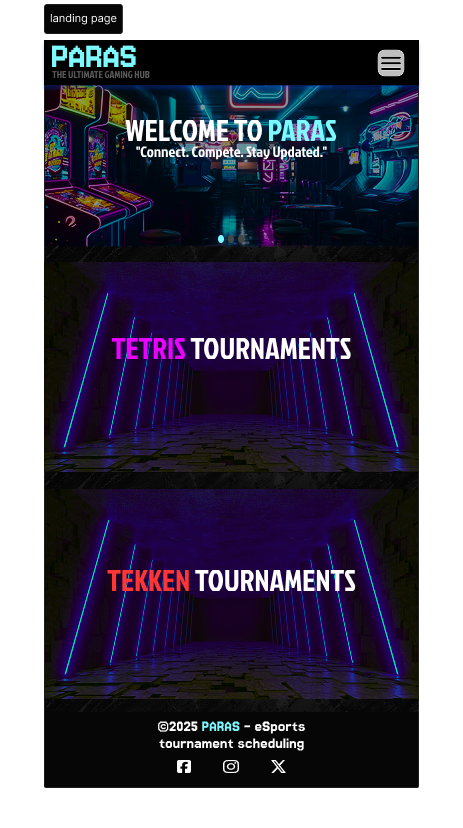 landing page
PARAS
THE ULTIMATE GAMING HUB
WELCOME TO PARAS
"Connect. Compete. Stay Updated."
TETRIS TOURNAMENTS
TEKKEN TOURNAMENTS
©2025 PARAS - eSports
tournament scheduling